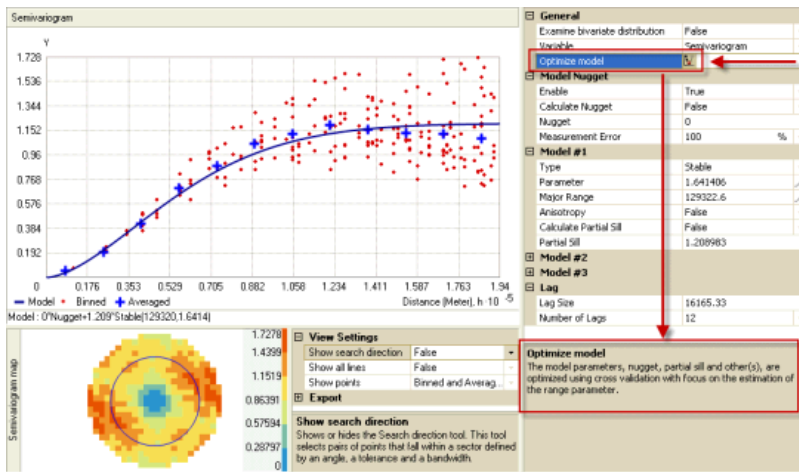 Semivariogram
γ
1.728
1.536
1.344
1.152
0.96
0.768
0.576
0.384
0.192
0 0.176 0.353 0.529 0.705 0.882 1.058 1.234 1.411 1.587 1.763 1.94
Model Binned Averaged Distance (Meter), h·10 -5
Model : 0*Nugget+1.209*Stable(129320,1.6414)
General
Examine bivariate distribution False
Variable Semivariogram
Optimize model
Model Nugget
Enable True
Calculate Nugget False
Nugget 0
Measurement Error 100 %
Model #1
Type Stable
Parameter 1.641406
Major Range 129322.6
Anisotropy False
Calculate Partial Sill False
Partial Sill 1.208983
Model #2
Model #3
Lag
Lag Size 16165.33
Number of Lags 12
Optimize model
The model parameters, nugget, partial sill and other(s), are
optimized using cross validation with focus on the estimation of
the range parameter.
Semivariogram map
1.7278
1.4399
1.1519
0.86391
0.57594
0.28797
0
View Settings
Show search direction False
Show all lines False
Show points Binned and Averag...
Export
Show search direction
Shows or hides the Search direction tool. This tool
selects pairs of points that fall within a sector defined
by an angle, a tolerance and a bandwidth.